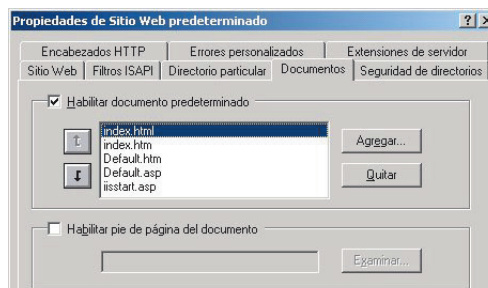 Propiedades de Sitio Web predeterminado
Encabezados HTTP Errores personalizados Extensiones de servidor
Sitio Web Filtros ISAPI Directorio particular Documentos Seguridad de directorios
Habilitar documento predeterminado
index.html
index.htm
Default.htm
Default.asp
iisstart.asp
Agregar...
Quitar
Habilitar pie de página del documento
Examinar...